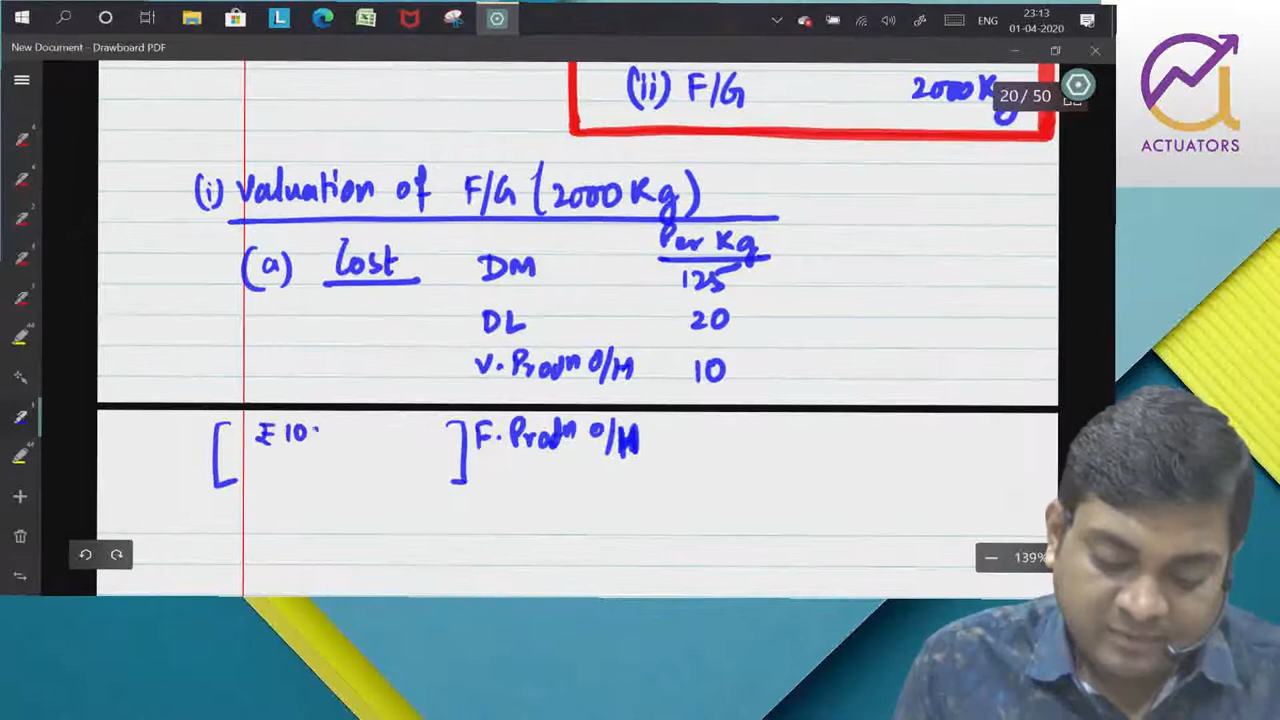 ENG
23:13
01-04-2020
New Document - Drawboard PDF
(ii) F/G 2000 Kg
20 / 50
ACTUATORS
(i) Valuation of F/G (2000 Kg)
Per Kg
(a) Cost DM 125
DL 20
V. Prodn O/H 10
[ ₹ 10. ] F. Prodn O/H
139%